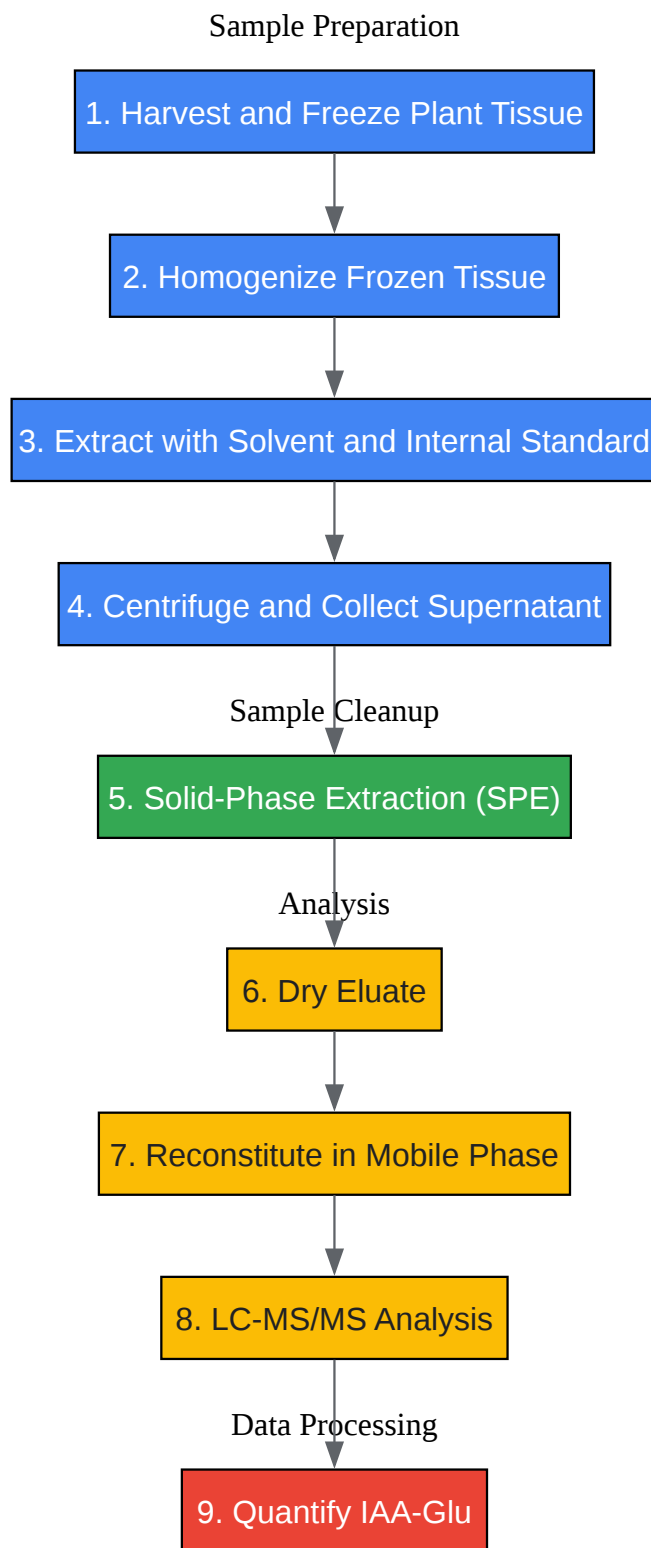 Sample Preparation
1. Harvest and Freeze Plant Tissue
2. Homogenize Frozen Tissue
3. Extract with Solvent and Internal Standard
4. Centrifuge and Collect Supernatant
Sample Cleanup
5. Solid-Phase Extraction (SPE)
Analysis
6. Dry Eluate
7. Reconstitute in Mobile Phase
8. LC-MS/MS Analysis
Data Processing
9. Quantify IAA-Glu